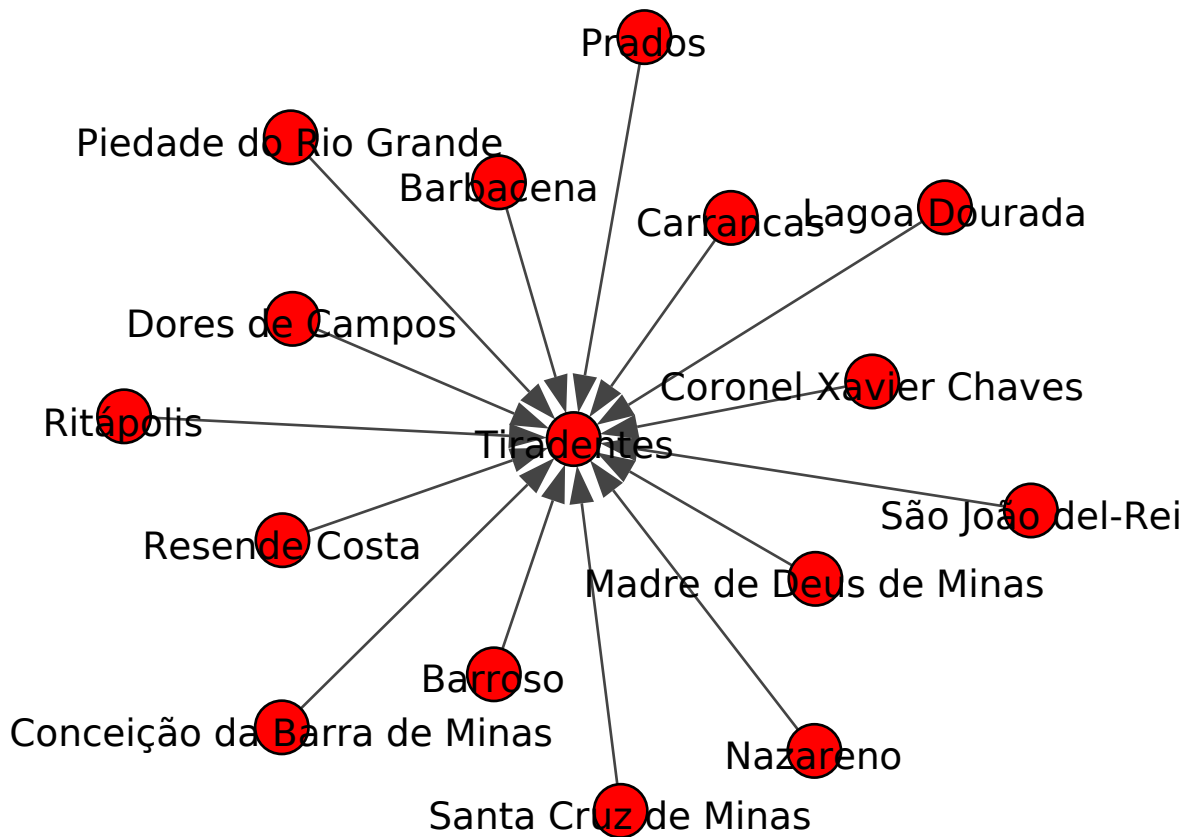 Prados
Piedade do Rio Grande
Barbacena
Carrancas
Lagoa Dourada
Dores de Campos
Coronel Xavier Chaves
Ritápolis
Tiradentes
São João del-Rei
Resende Costa
Madre de Deus de Minas
Barroso
Conceição da Barra de Minas
Nazareno
Santa Cruz de Minas